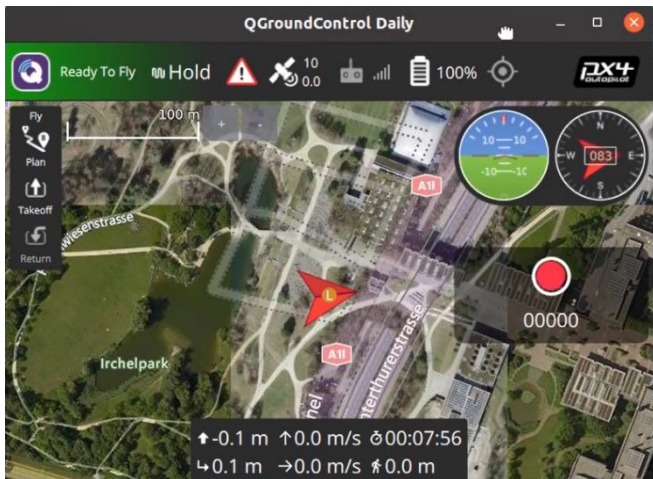 QGroundControl Daily
Ready To Fly
Hold
10
0.0
100%
px4
autopilot
Fly
Plan
Takeoff
Return
100 m
+
-
10 10
-10 -10
N
W 083 E
S
A1l
wiesenstrasse
00000
A1l
Irchelpark
nterthurerstrasse
nel
-0.1 m 0.0 m/s 00:07:56
0.1 m 0.0 m/s 0.0 m
L